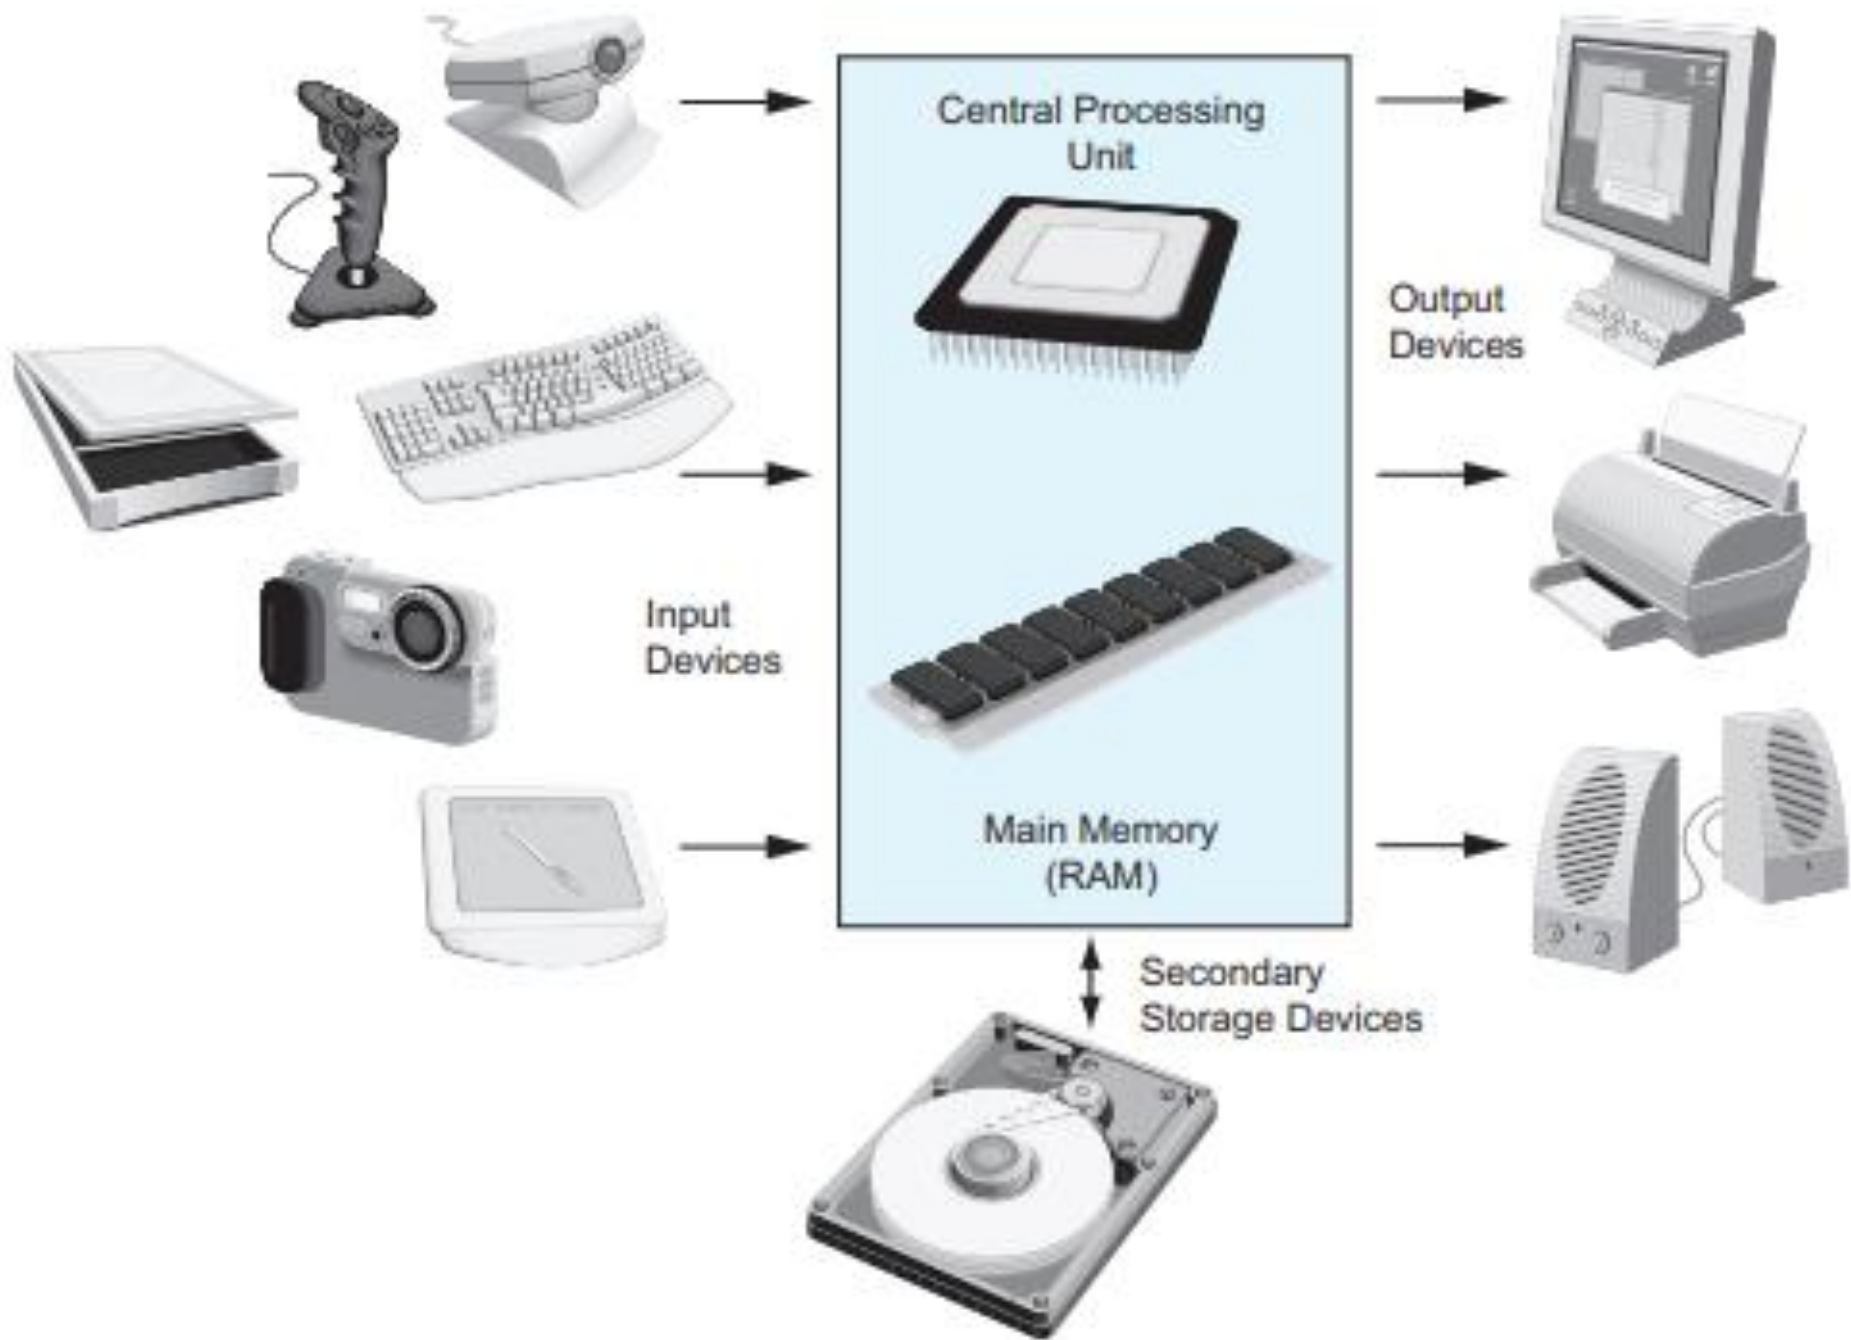 Central Processing
Unit
Output
Devices
Input
Devices
Main Memory
(RAM)
Secondary
Storage Devices